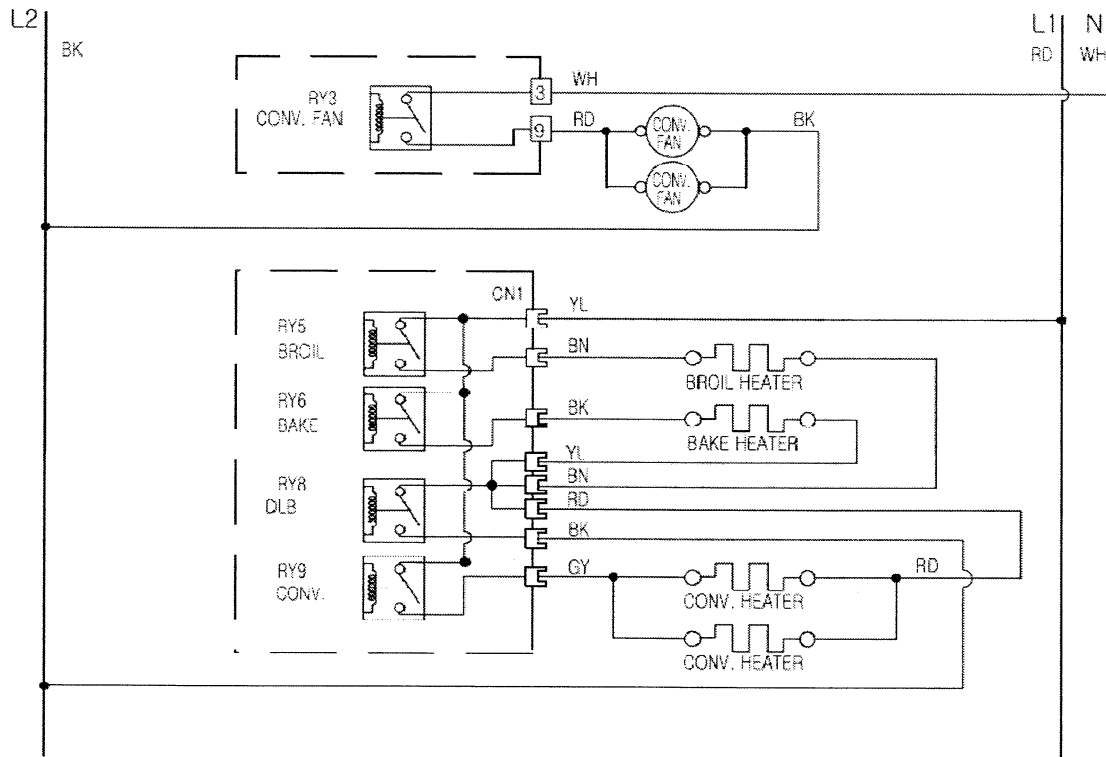 L2
L1 N
BK
RD WH
WH
3
RY3
CONV. FAN
RD
9
CONV.
FAN
BK
CONV.
FAN
CN1
YL
RY5
BROIL
BN
BROIL HEATER
RY6
BAKE
BK
BAKE HEATER
YL
BN
RY8
DLB
RD
BK
RY9
CONV.
GY
RD
CONV. HEATER
CONV. HEATER